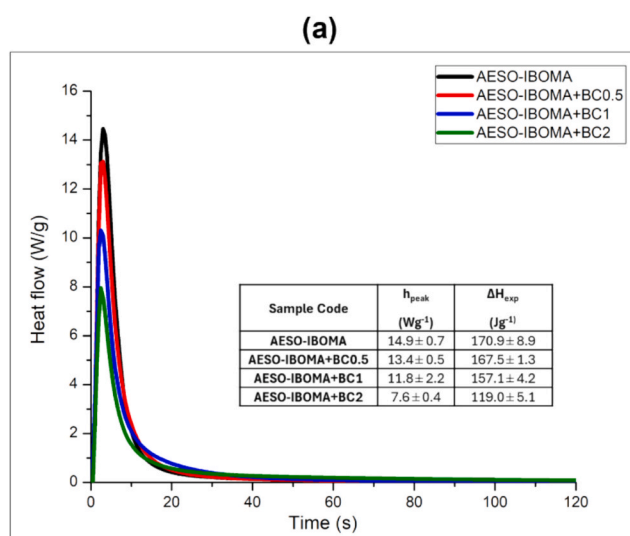 (a)
AESO-IBOMA
AESO-IBOMA+BC0.5
AESO-IBOMA+BC1
AESO-IBOMA+BC2
16
14
12
10
8
6
4
2
0
Heat flow (W/g)
Sample Code h_peak (Wg⁻¹) ΔH_exp (Jg⁻¹)
AESO-IBOMA 14.9 ± 0.7 170.9 ± 8.9
AESO-IBOMA+BC0.5 13.4 ± 0.5 167.5 ± 1.3
AESO-IBOMA+BC1 11.8 ± 2.2 157.1 ± 4.2
AESO-IBOMA+BC2 7.6 ± 0.4 119.0 ± 5.1
0 20 40 60 80 100 120
Time (s)